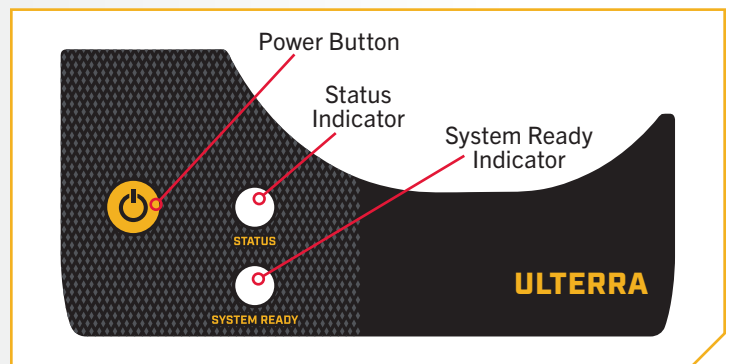 Power Button
Status
Indicator
System Ready
Indicator
STATUS
ULTERRA
SYSTEM READY